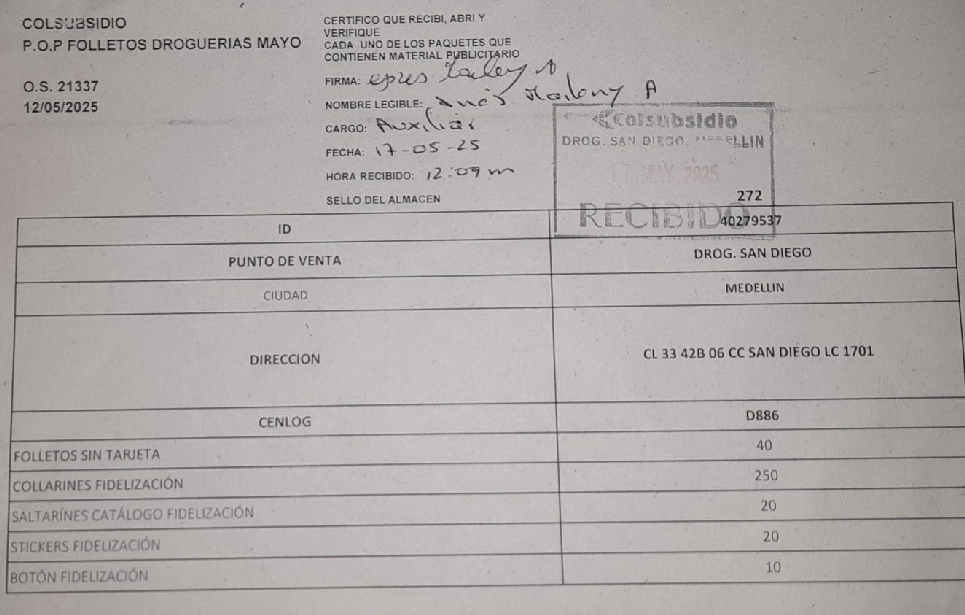 COLSUBSIDIO
P.O.P FOLLETOS DROGUERIAS MAYO
O.S. 21337
12/05/2025
CERTIFICO QUE RECIBI, ABRI Y
VERIFIQUE
CADA UNO DE LOS PAQUETES QUE
CONTIENEN MATERIAL PUBLICITARIO
FIRMA:
NOMBRE LEGIBLE: A
CARGO: Auxiliar
FECHA: 17-05-25
HORA RECIBIDO: 12:09 m
SELLO DEL ALMACEN
Colsubsidio
DROG. SAN DIEGO. MEDELLIN
MAY 2025
RECIBIDO
272
ID 40279537
PUNTO DE VENTA DROG. SAN DIEGO
CIUDAD MEDELLIN
DIRECCION CL 33 42B 06 CC SAN DIEGO LC 1701
CENLOG D886
FOLLETOS SIN TARJETA 40
COLLARINES FIDELIZACIÓN 250
SALTARÍNES CATÁLOGO FIDELIZACIÓN 20
STICKERS FIDELIZACIÓN 20
BOTÓN FIDELIZACIÓN 10